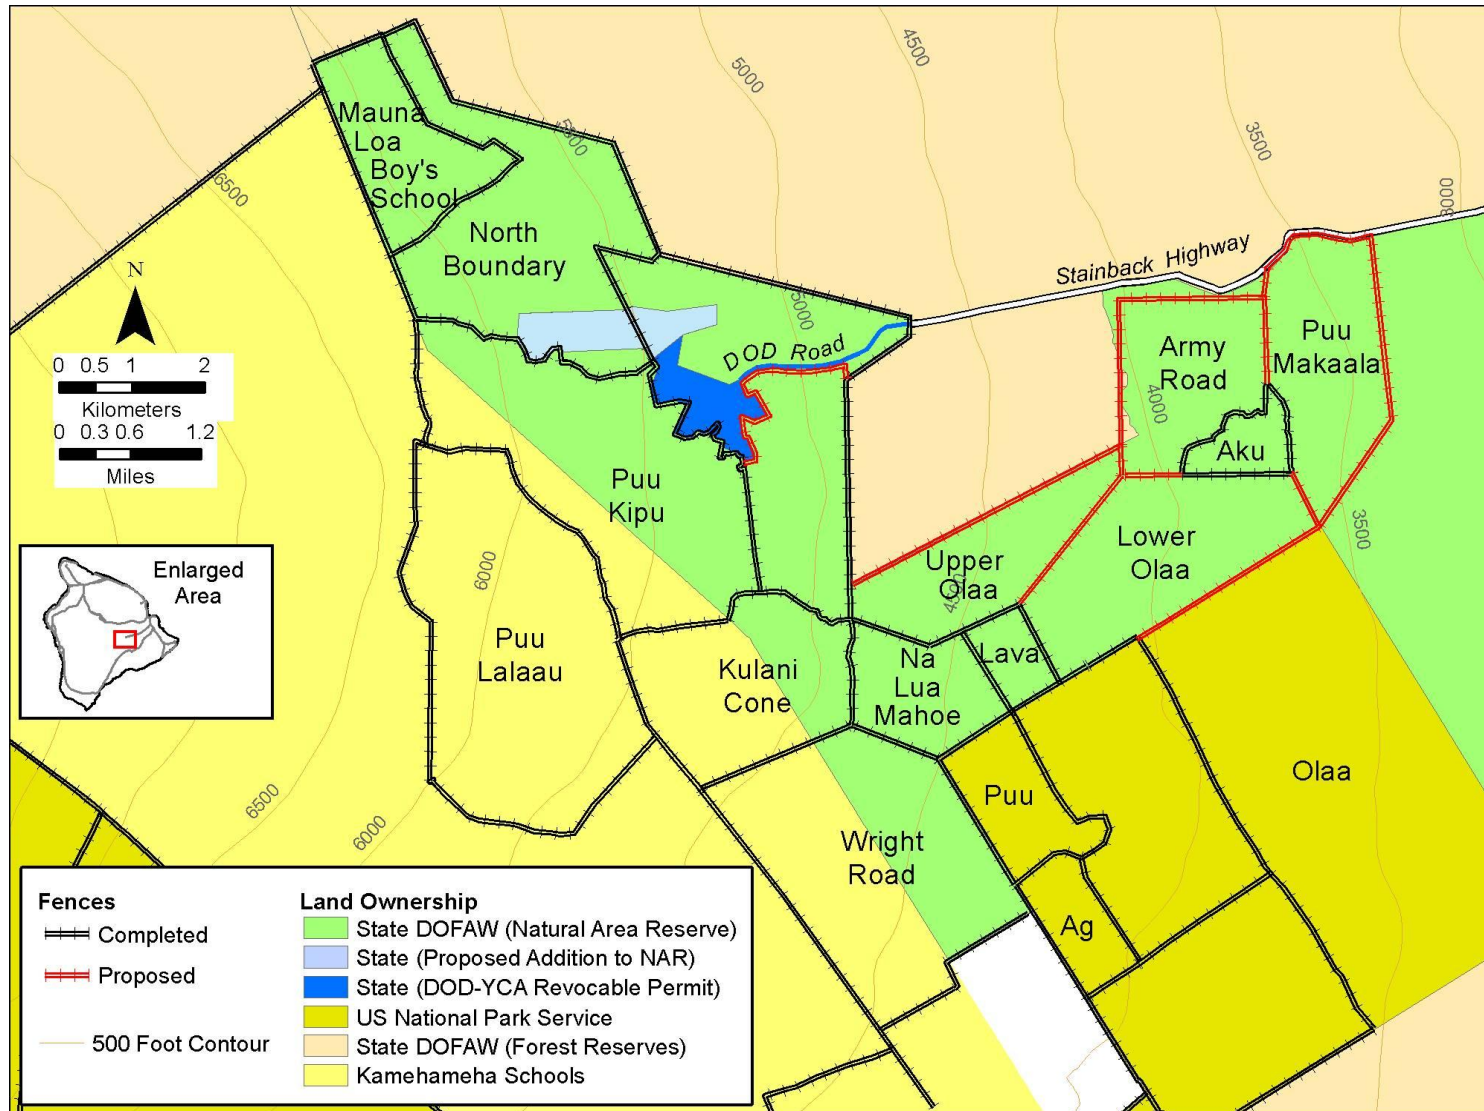 4500
5000
3500
3000
5500
6500
Mauna
Loa
Boy's
School
North
Boundary
Stainback Highway
N
5000
DOD Road
Army
Road
Puu
Makaala
4000
Aku
0 0.5 1 2
Kilometers
0 0.3 0.6 1.2
Miles
Puu
Kipu
3500
Lower
Olaa
Upper
Olaa
4500
6000
Enlarged
Area
Puu
Lalaau
Kulani
Cone
Na
Lua
Mahoe
Lava
Olaa
Puu
6500
6000
Wright
Road
Ag
Fences
Completed
Proposed
500 Foot Contour
Land Ownership
State DOFAW (Natural Area Reserve)
State (Proposed Addition to NAR)
State (DOD-YCA Revocable Permit)
US National Park Service
State DOFAW (Forest Reserves)
Kamehameha Schools